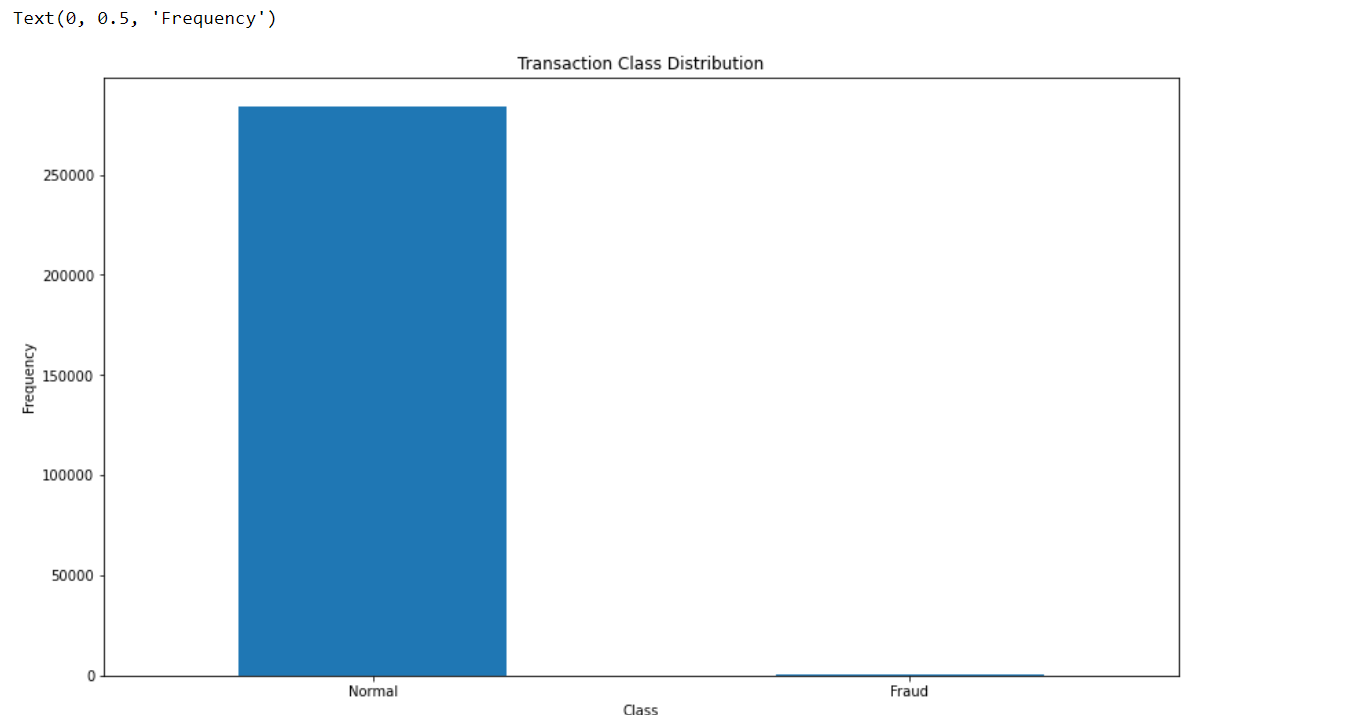 Text(0, 0.5, 'Frequency')
Transaction Class Distribution
250000
200000
150000
100000
50000
0
Frequency
Normal
Fraud
Class